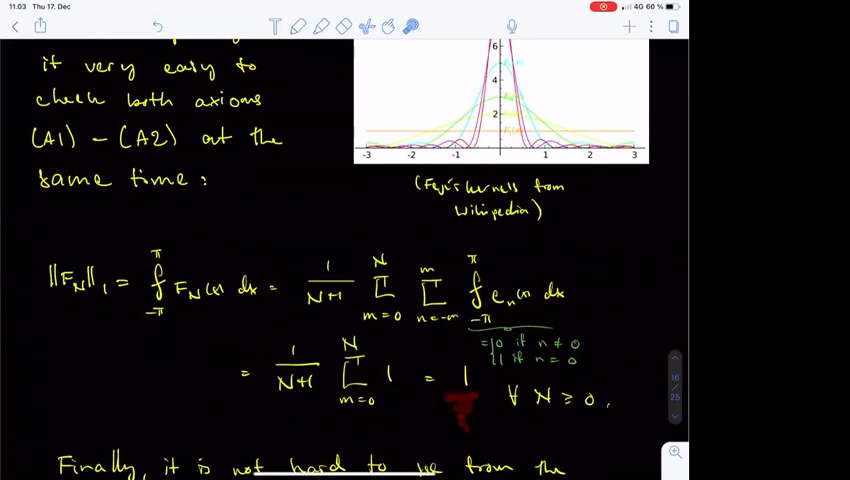 11.03 Thu 17. Dec
4G 60 %
it very easy to
check both axioms
(A1) - (A2) at the
same time:
6
4
2
-3 -2 -1 1 2 3
(Fejér's kernels from
Wikipedia)
‖F_N‖_1 = ∫_{-π}^{π} F_N(x) dx = 1/(N+1) ∑_{m=0}^{N} ∑_{n=-m}^{m} ∫_{-π}^{π} e_n(x) dx
= { 0 if n ≠ 0
1 if n = 0
= 1/(N+1) ∑_{m=0}^{N} 1 = 1 ∀ N ≥ 0.
16
25
Finally, it is not hard to see from the